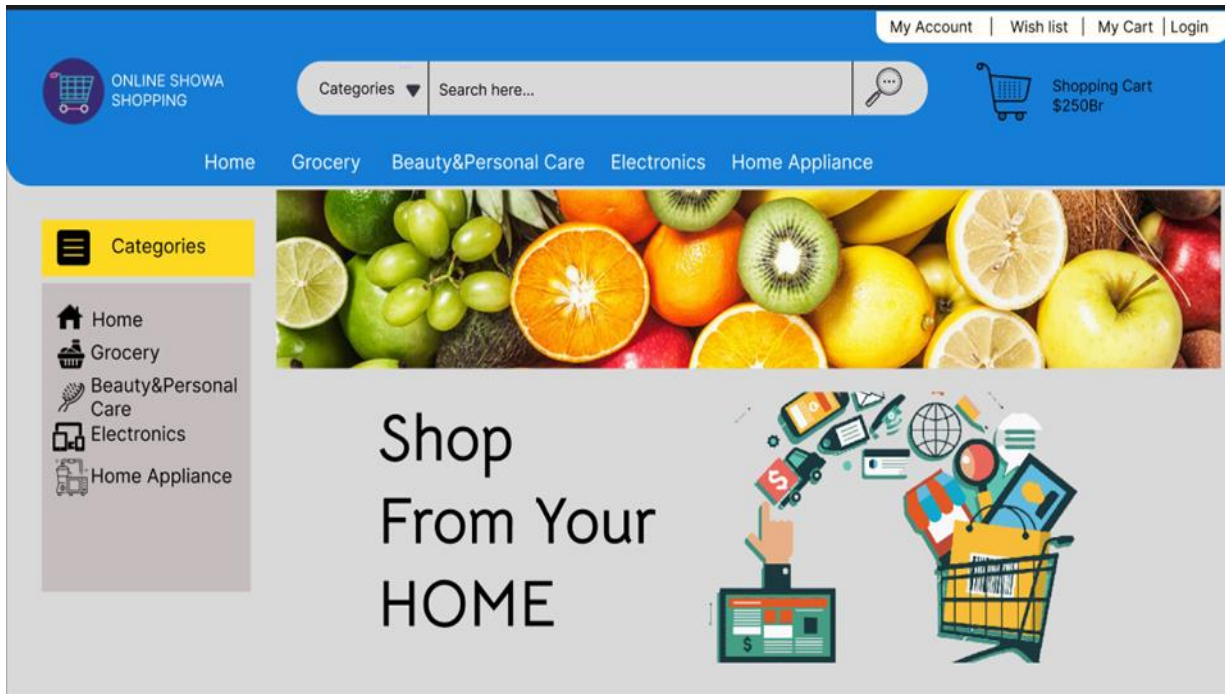 My Account | Wish list | My Cart | Login
ONLINE SHOWA
SHOPPING
Categories
Search here...
Shopping Cart
$250Br
Home Grocery Beauty&Personal Care Electronics Home Appliance
Categories
Home
Grocery
Beauty&Personal
Care
Electronics
Home Appliance
Shop
From Your
HOME
$
$